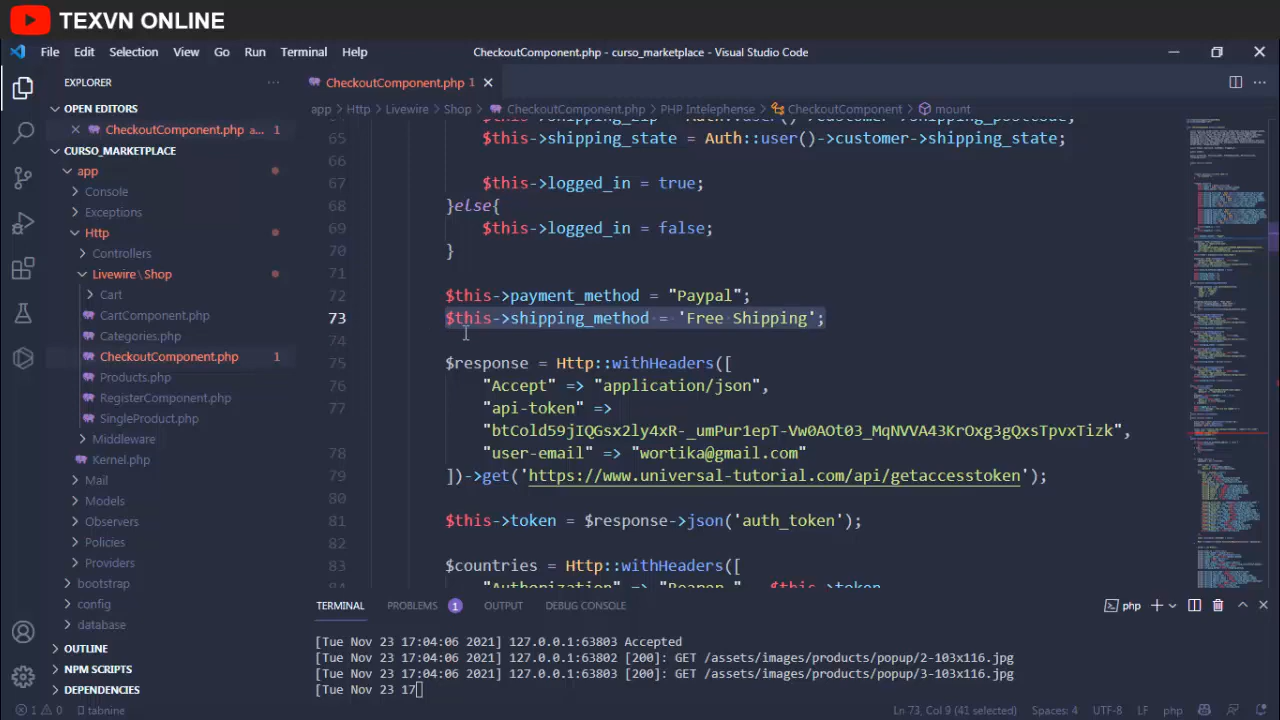 TEXVN ONLINE
File Edit Selection View Go Run Terminal Help
CheckoutComponent.php - curso_marketplace - Visual Studio Code
EXPLORER
CheckoutComponent.php 1
OPEN EDITORS
CheckoutComponent.php a... 1
CURSO_MARKETPLACE
app
Console
Exceptions
Http
Controllers
Livewire\Shop
Cart
CartComponent.php
Categories.php
CheckoutComponent.php 1
Products.php
RegisterComponent.php
SingleProduct.php
Middleware
Kernel.php
Mail
Models
Observers
Policies
Providers
bootstrap
config
database
OUTLINE
NPM SCRIPTS
DEPENDENCIES
app > Http > Livewire > Shop > CheckoutComponent.php > PHP Intelephense > CheckoutComponent > mount
65 $this->shipping_state = Auth::user()->customer->shipping_state;
66
67 $this->logged_in = true;
68 }else{
69 $this->logged_in = false;
70 }
71
72 $this->payment_method = "Paypal";
73 $this->shipping_method = 'Free Shipping';
74
75 $response = Http::withHeaders([
76 "Accept" => "application/json",
77 "api-token" =>
"btCold59jIQGsx2ly4xR-_umPur1epT-Vw0AOt03_MqNVVA43KrOxg3gQxsTpvxTizk",
78 "user-email" => "wortika@gmail.com"
79 ])->get('https://www.universal-tutorial.com/api/getaccesstoken');
80
81 $this->token = $response->json('auth_token');
82
83 $countries = Http::withHeaders([
TERMINAL PROBLEMS 1 OUTPUT DEBUG CONSOLE
php
[Tue Nov 23 17:04:06 2021] 127.0.0.1:63803 Accepted
[Tue Nov 23 17:04:06 2021] 127.0.0.1:63802 [200]: GET /assets/images/products/popup/2-103x116.jpg
[Tue Nov 23 17:04:06 2021] 127.0.0.1:63803 [200]: GET /assets/images/products/popup/3-103x116.jpg
[Tue Nov 23 17
1 0 tabnine
Ln 73, Col 9 (41 selected) Spaces: 4 UTF-8 LF php